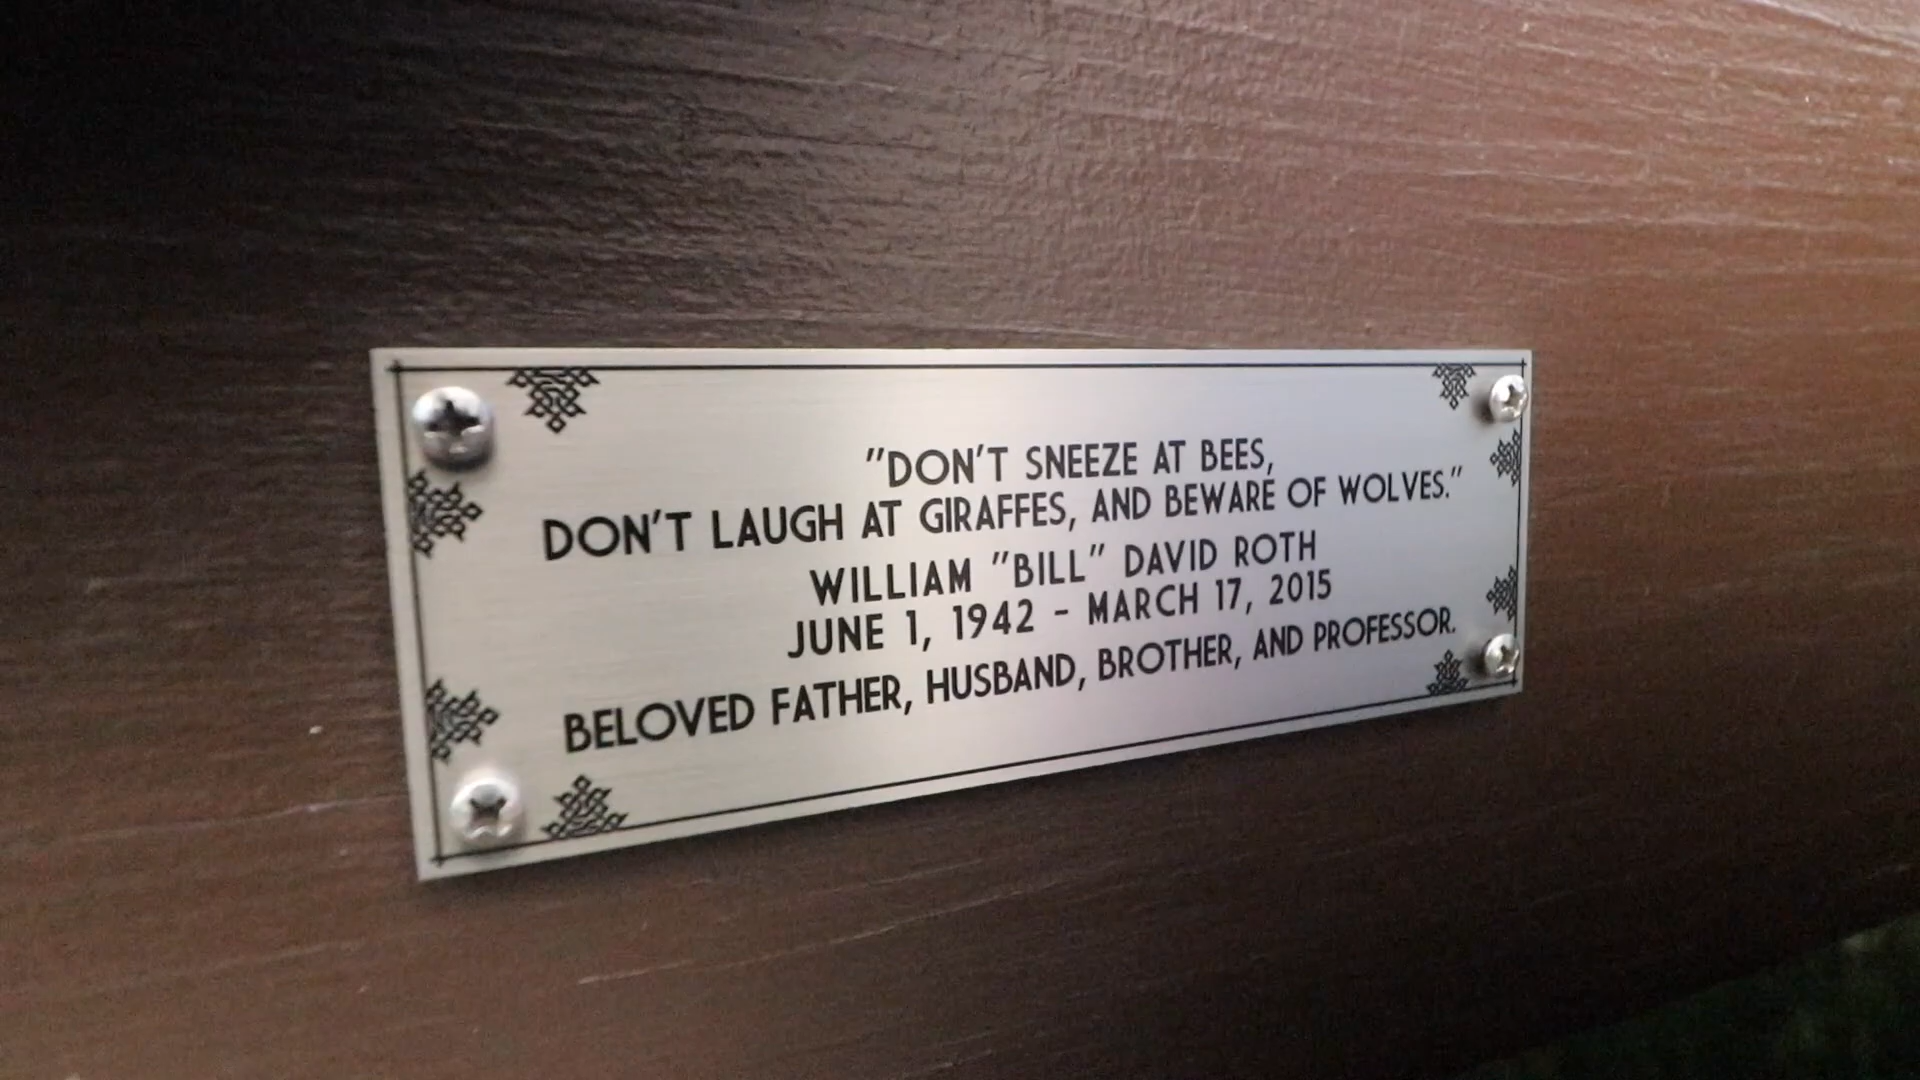 "DON'T SNEEZE AT BEES,
DON'T LAUGH AT GIRAFFES, AND BEWARE OF WOLVES."
WILLIAM "BILL" DAVID ROTH
JUNE 1, 1942 - MARCH 17, 2015
BELOVED FATHER, HUSBAND, BROTHER, AND PROFESSOR.